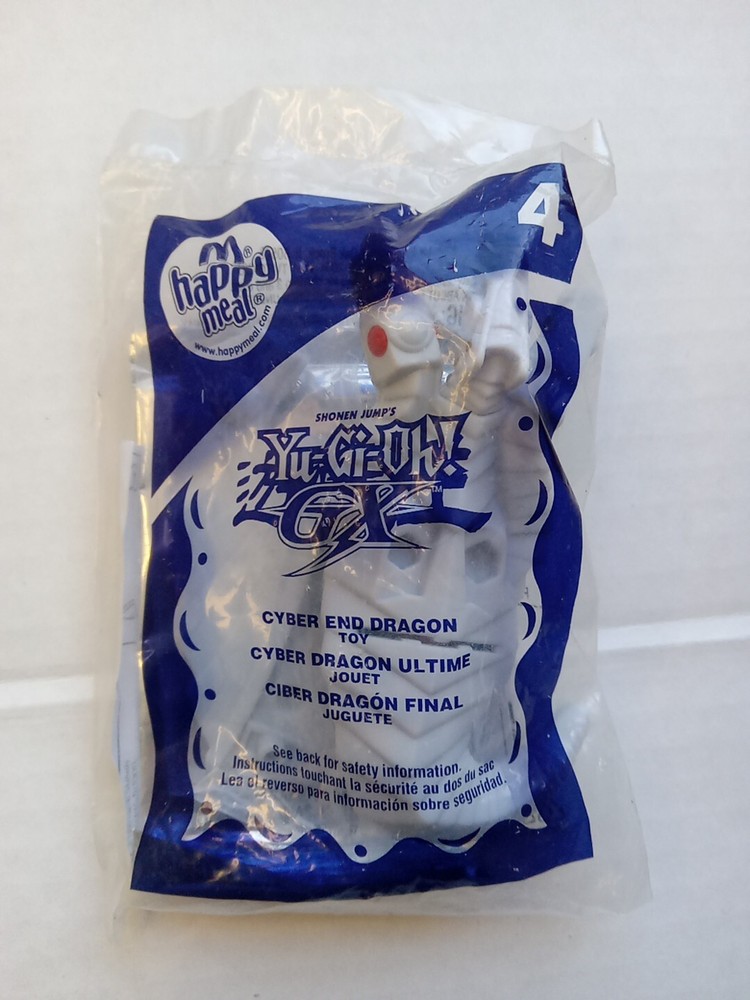 4
happy
meal®
www.happymeal.com
SHONEN JUMP'S
Yu-Gi-Oh!
GX™
CYBER END DRAGON
TOY
CYBER DRAGON ULTIME
JOUET
CIBER DRAGÓN FINAL
JUGUETE
See back for safety information.
Instructions touchant la sécurité au dos du sac
Lea el reverso para información sobre seguridad.